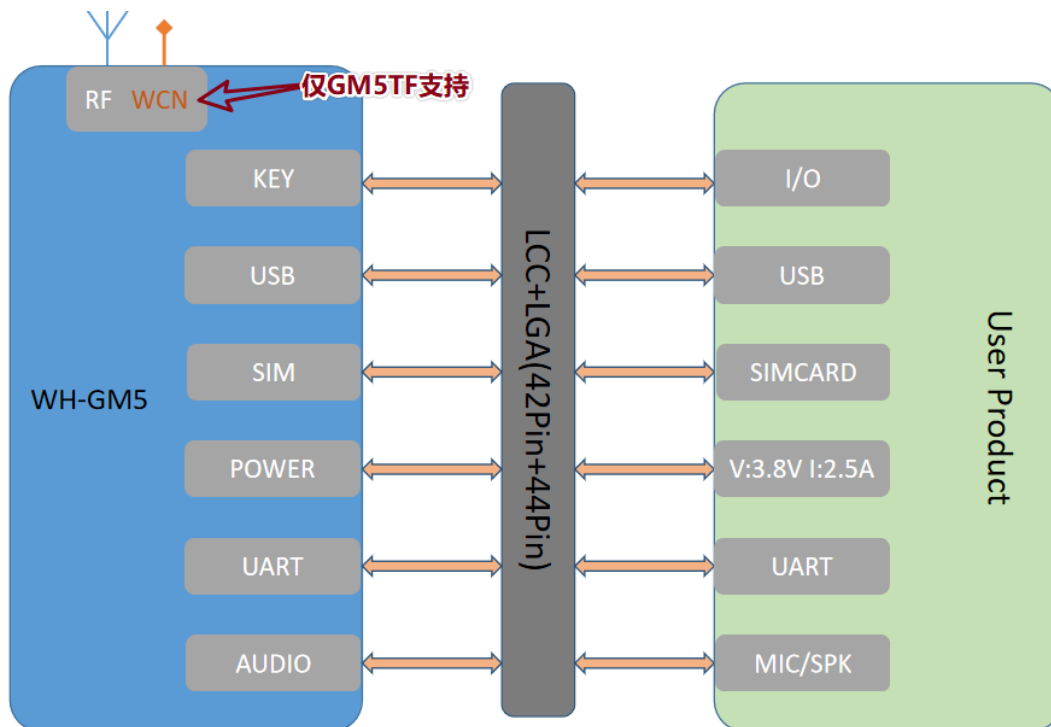 RF WCN
仅GM5TF支持
WH-GM5
KEY
USB
SIM
POWER
UART
AUDIO
LCC+LGA(42Pin+44Pin)
I/O
USB
SIMCARD
V:3.8V I:2.5A
UART
MIC/SPK
User Product